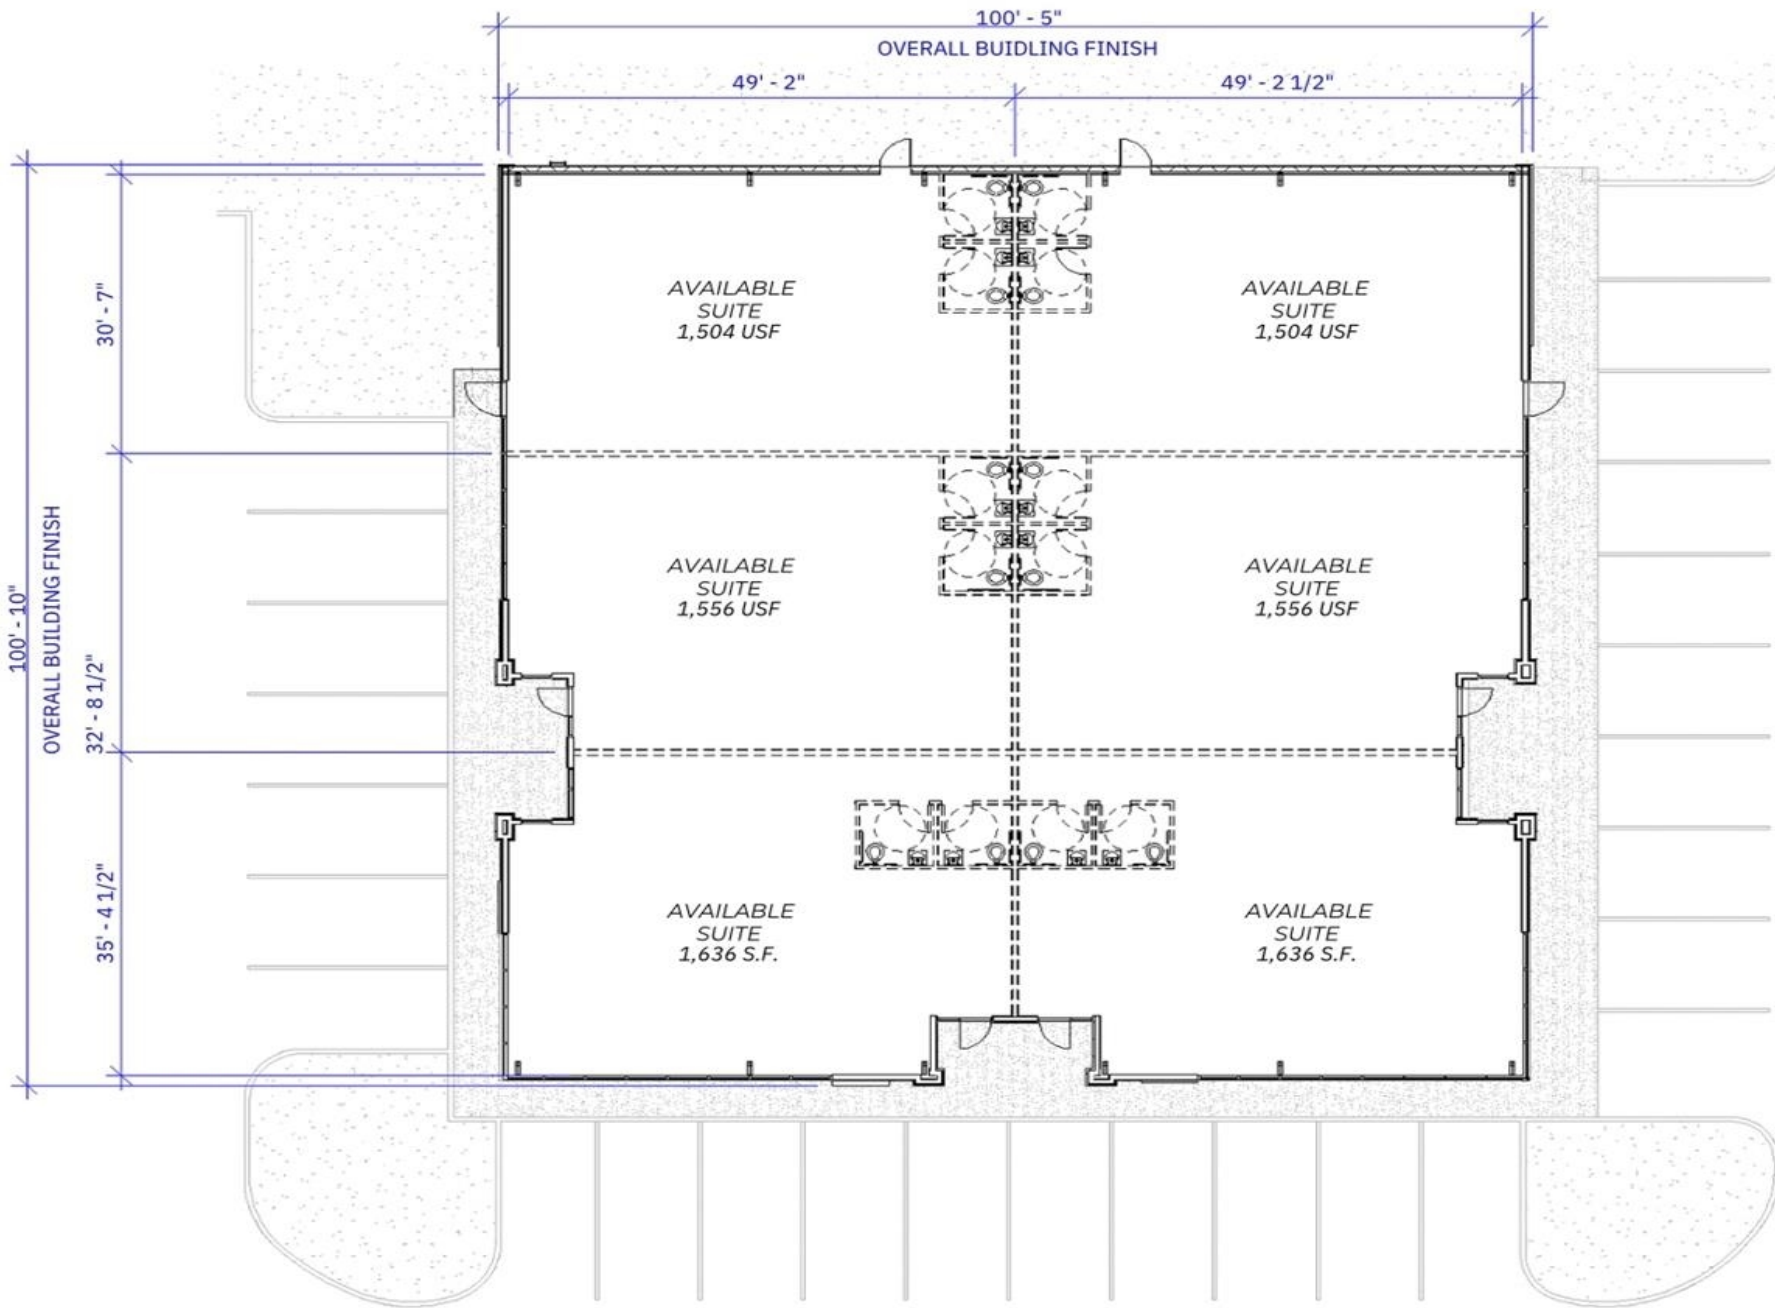 100' - 5"
OVERALL BUIDLING FINISH
49' - 2"
49' - 2 1/2"
30' - 7"
AVAILABLE
SUITE
1,504 USF
AVAILABLE
SUITE
1,504 USF
100' - 10"
OVERALL BUILDING FINISH
32' - 8 1/2"
AVAILABLE
SUITE
1,556 USF
AVAILABLE
SUITE
1,556 USF
35' - 4 1/2"
AVAILABLE
SUITE
1,636 S.F.
AVAILABLE
SUITE
1,636 S.F.